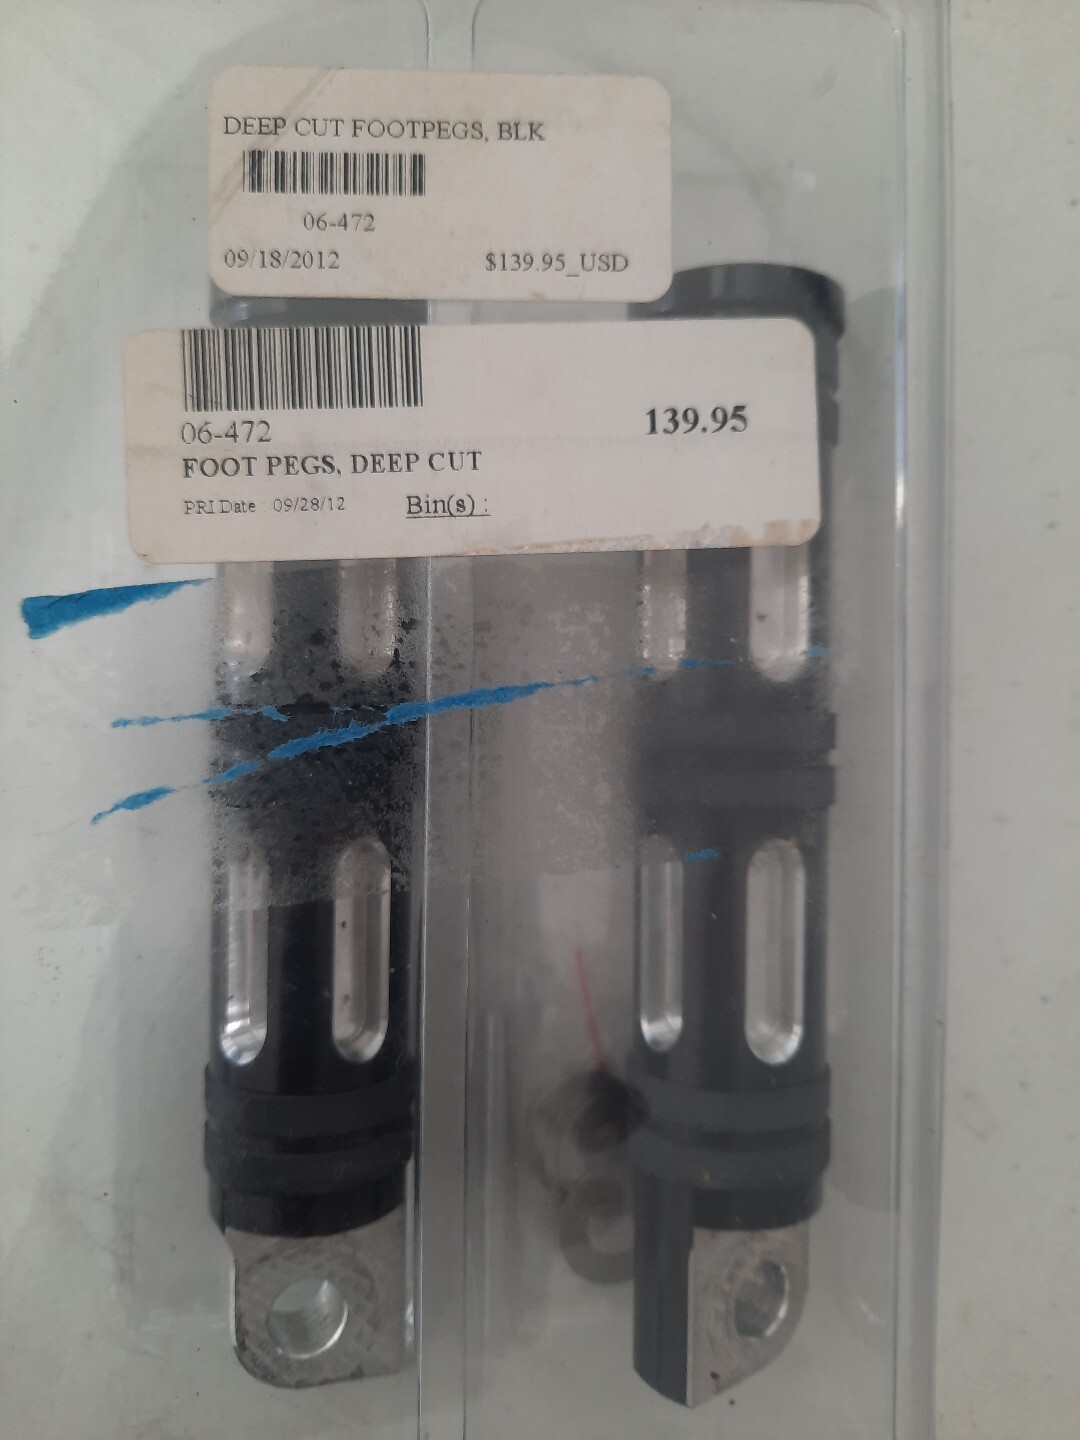 DEEP CUT FOOTPEGS, BLK
06-472
09/18/2012 $139.95_USD
06-472 139.95
FOOT PEGS, DEEP CUT
PRI Date 09/28/12 Bin(s) :